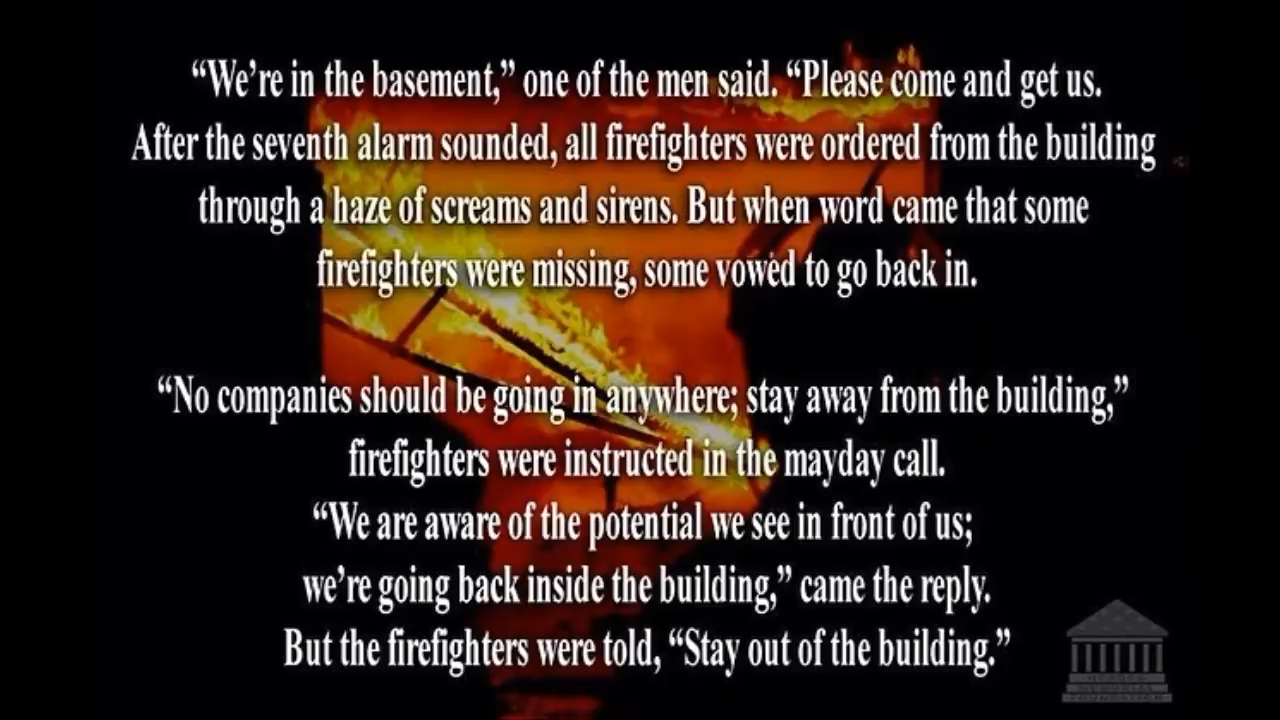 “We’re in the basement,” one of the men said. “Please come and get us.
After the seventh alarm sounded, all firefighters were ordered from the building
through a haze of screams and sirens. But when word came that some
firefighters were missing, some vowed to go back in.
“No companies should be going in anywhere; stay away from the building,”
firefighters were instructed in the mayday call.
“We are aware of the potential we see in front of us;
we’re going back inside the building,” came the reply.
But the firefighters were told, “Stay out of the building.”
HEROES
MEMORIAL
FOUNDATION